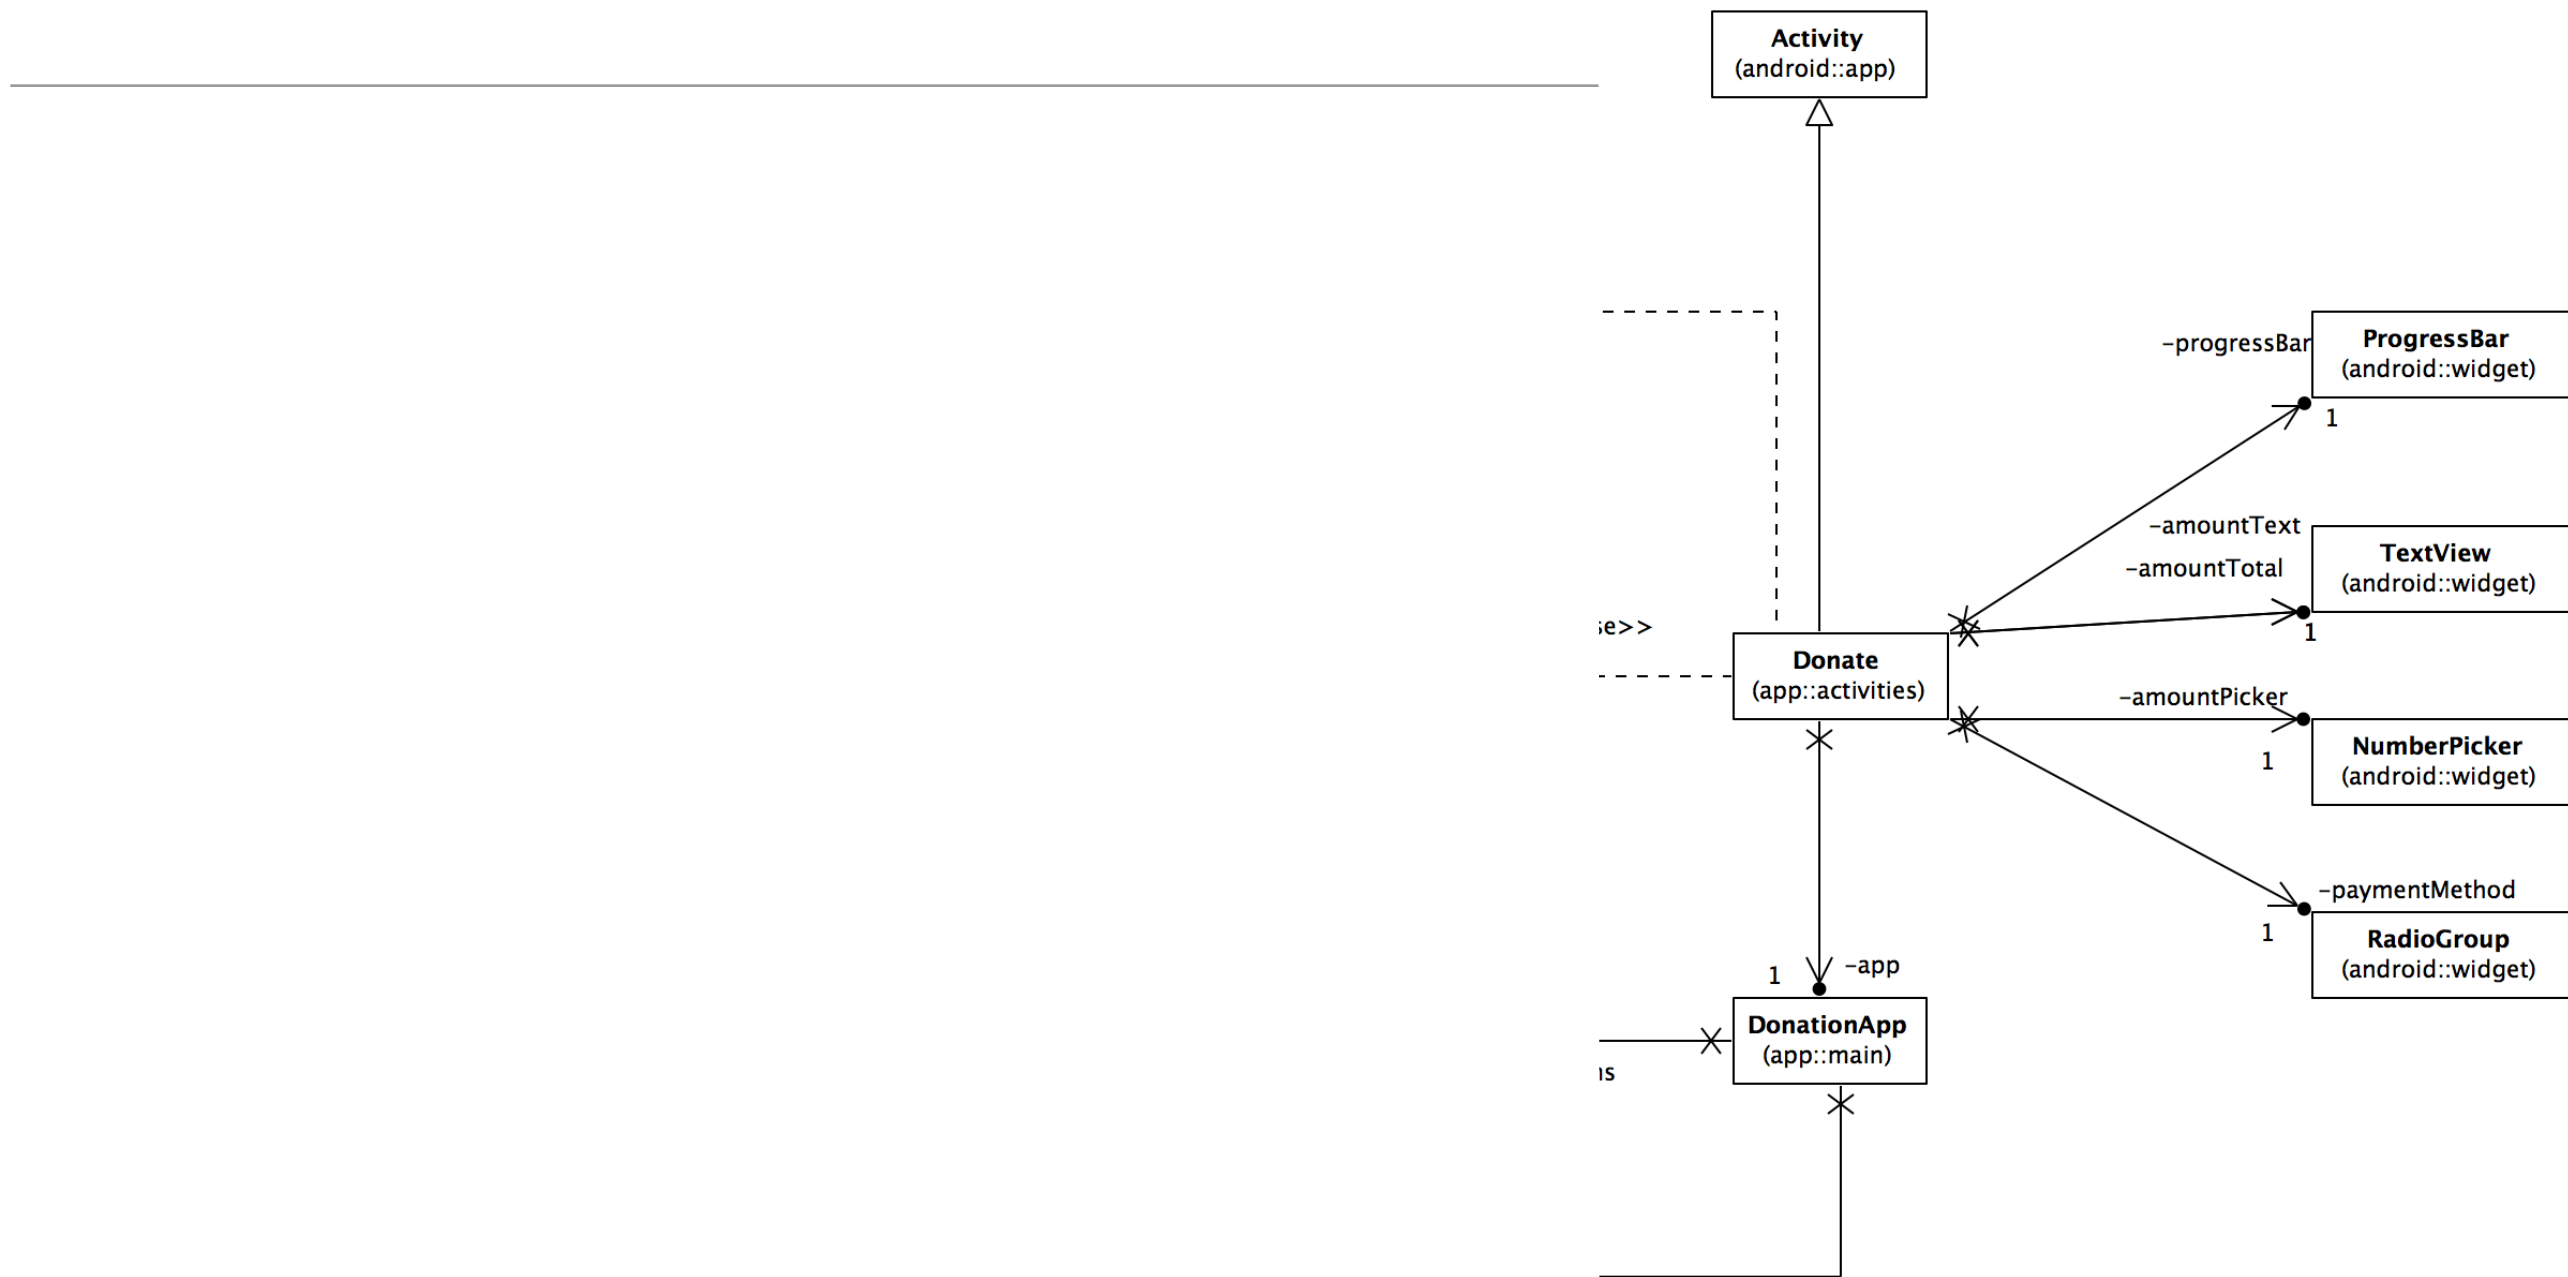 Activity
(android::app)
-progressBar
ProgressBar
(android::widget)
1
-amountText
-amountTotal
TextView
(android::widget)
1
se>>
Donate
(app::activities)
-amountPicker
NumberPicker
(android::widget)
1
-paymentMethod
1
RadioGroup
(android::widget)
1
-app
DonationApp
(app::main)